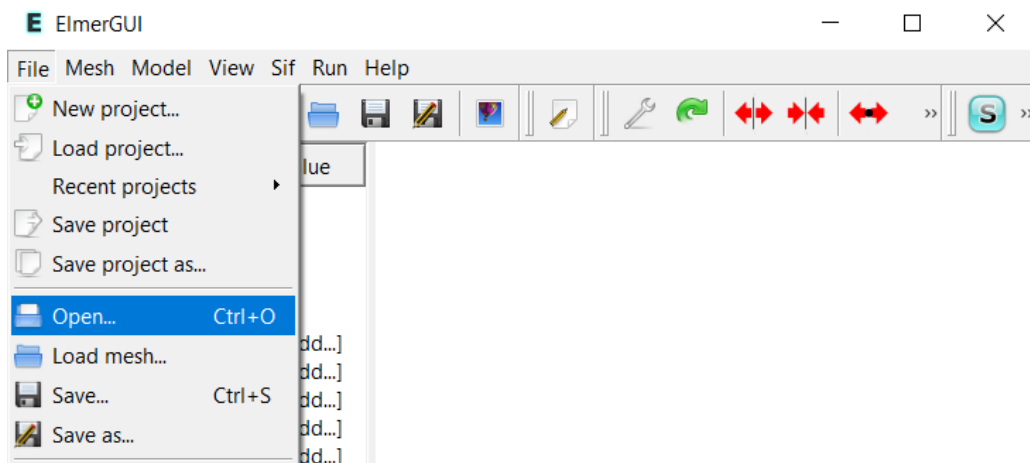 E ElmerGUI
File Mesh Model View Sif Run Help
New project...
Load project...
lue
Recent projects
Save project
Save project as...
Open... Ctrl+O
dd...]
Load mesh...
dd...]
Save... Ctrl+S
dd...]
Save as...
dd...]
dd...]
S